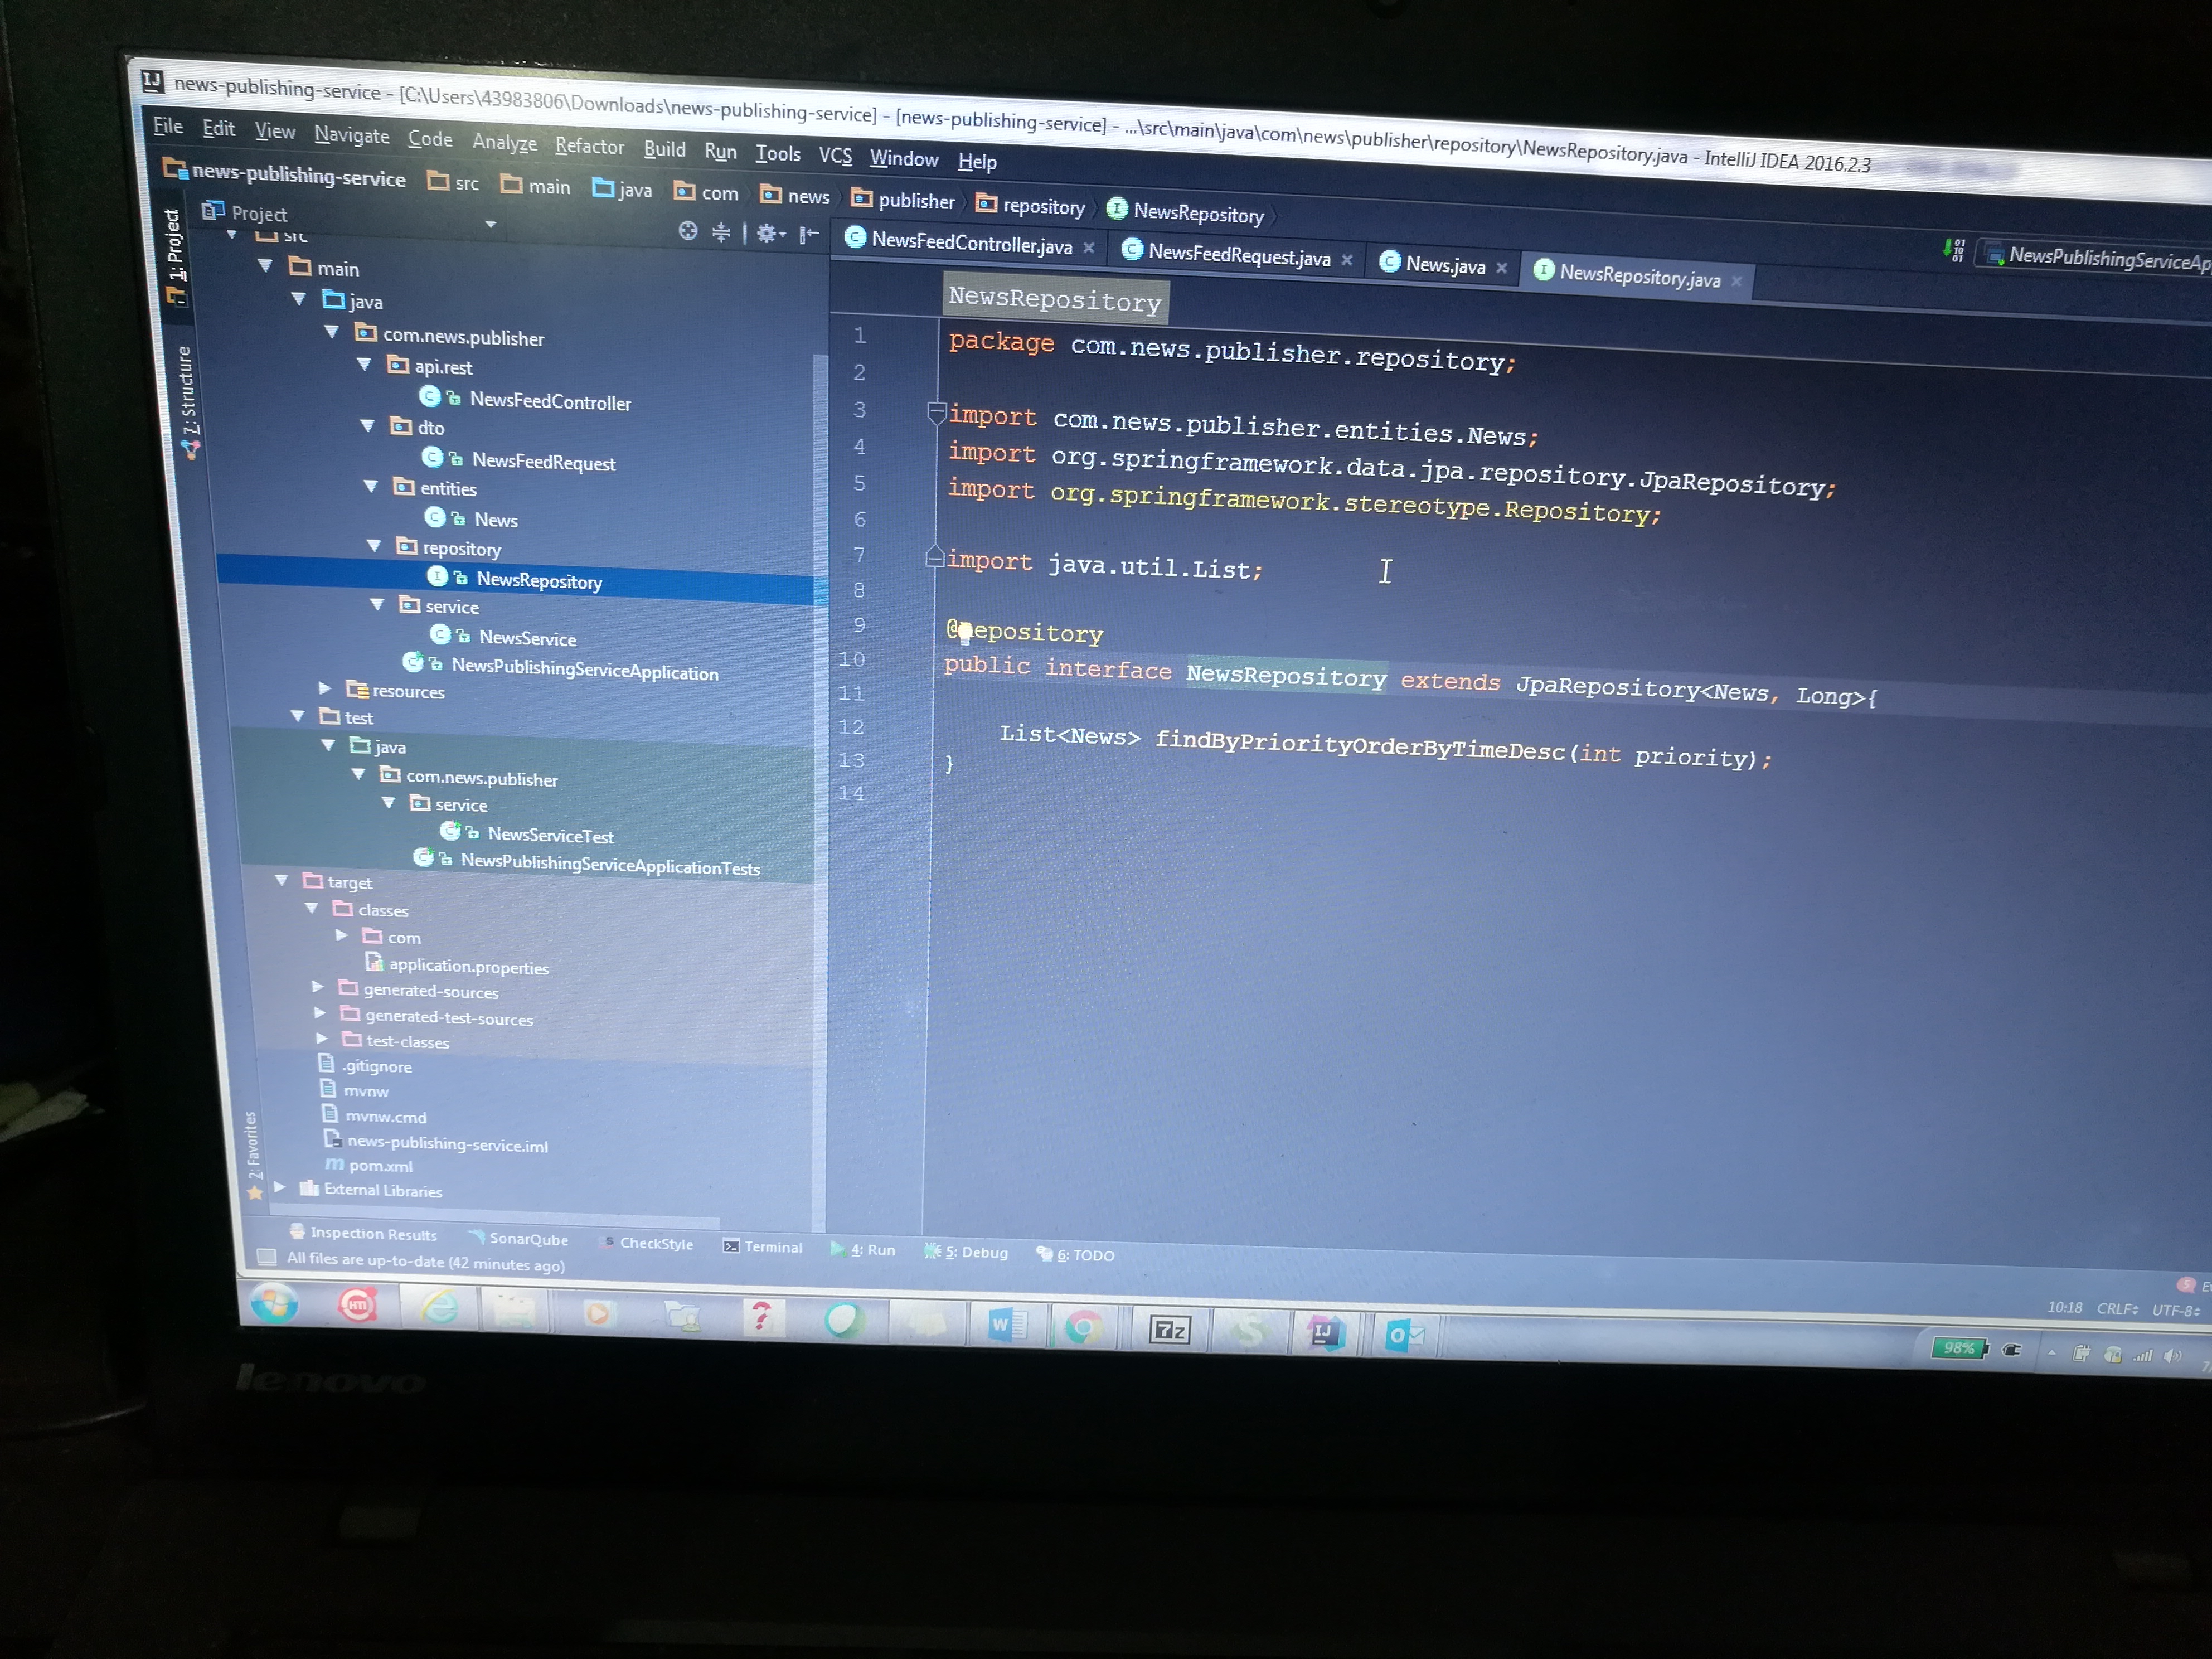 news-publishing-service - [C:\Users\43983806\Downloads\news-publishing-service] - [news-publishing-service] - ...\src\main\java\com\news\publisher\repository\NewsRepository.java - IntelliJ IDEA 2016.2.3
File Edit View Navigate Code Analyze Refactor Build Run Tools VCS Window Help
news-publishing-service src main java com news publisher repository NewsRepository
NewsPublishingServiceAp
1: Project
7: Structure
2: Favorites
Project
src
main
java
com.news.publisher
api.rest
NewsFeedController
dto
NewsFeedRequest
entities
News
repository
NewsRepository
service
NewsService
NewsPublishingServiceApplication
resources
test
java
com.news.publisher
service
NewsServiceTest
NewsPublishingServiceApplicationTests
target
classes
com
application.properties
generated-sources
generated-test-sources
test-classes
.gitignore
mvnw
mvnw.cmd
news-publishing-service.iml
pom.xml
External Libraries
NewsFeedController.java NewsFeedRequest.java News.java NewsRepository.java
NewsRepository
1 package com.news.publisher.repository;
2
3 import com.news.publisher.entities.News;
4 import org.springframework.data.jpa.repository.JpaRepository;
5 import org.springframework.stereotype.Repository;
6
7 import java.util.List;
8
9 @Repository
10 public interface NewsRepository extends JpaRepository<News, Long>{
11
12 List<News> findByPriorityOrderByTimeDesc(int priority);
13 }
14
Inspection Results SonarQube CheckStyle Terminal 4: Run 5: Debug 6: TODO
All files are up-to-date (42 minutes ago)
10:18 CRLF UTF-8
98%
lenovo